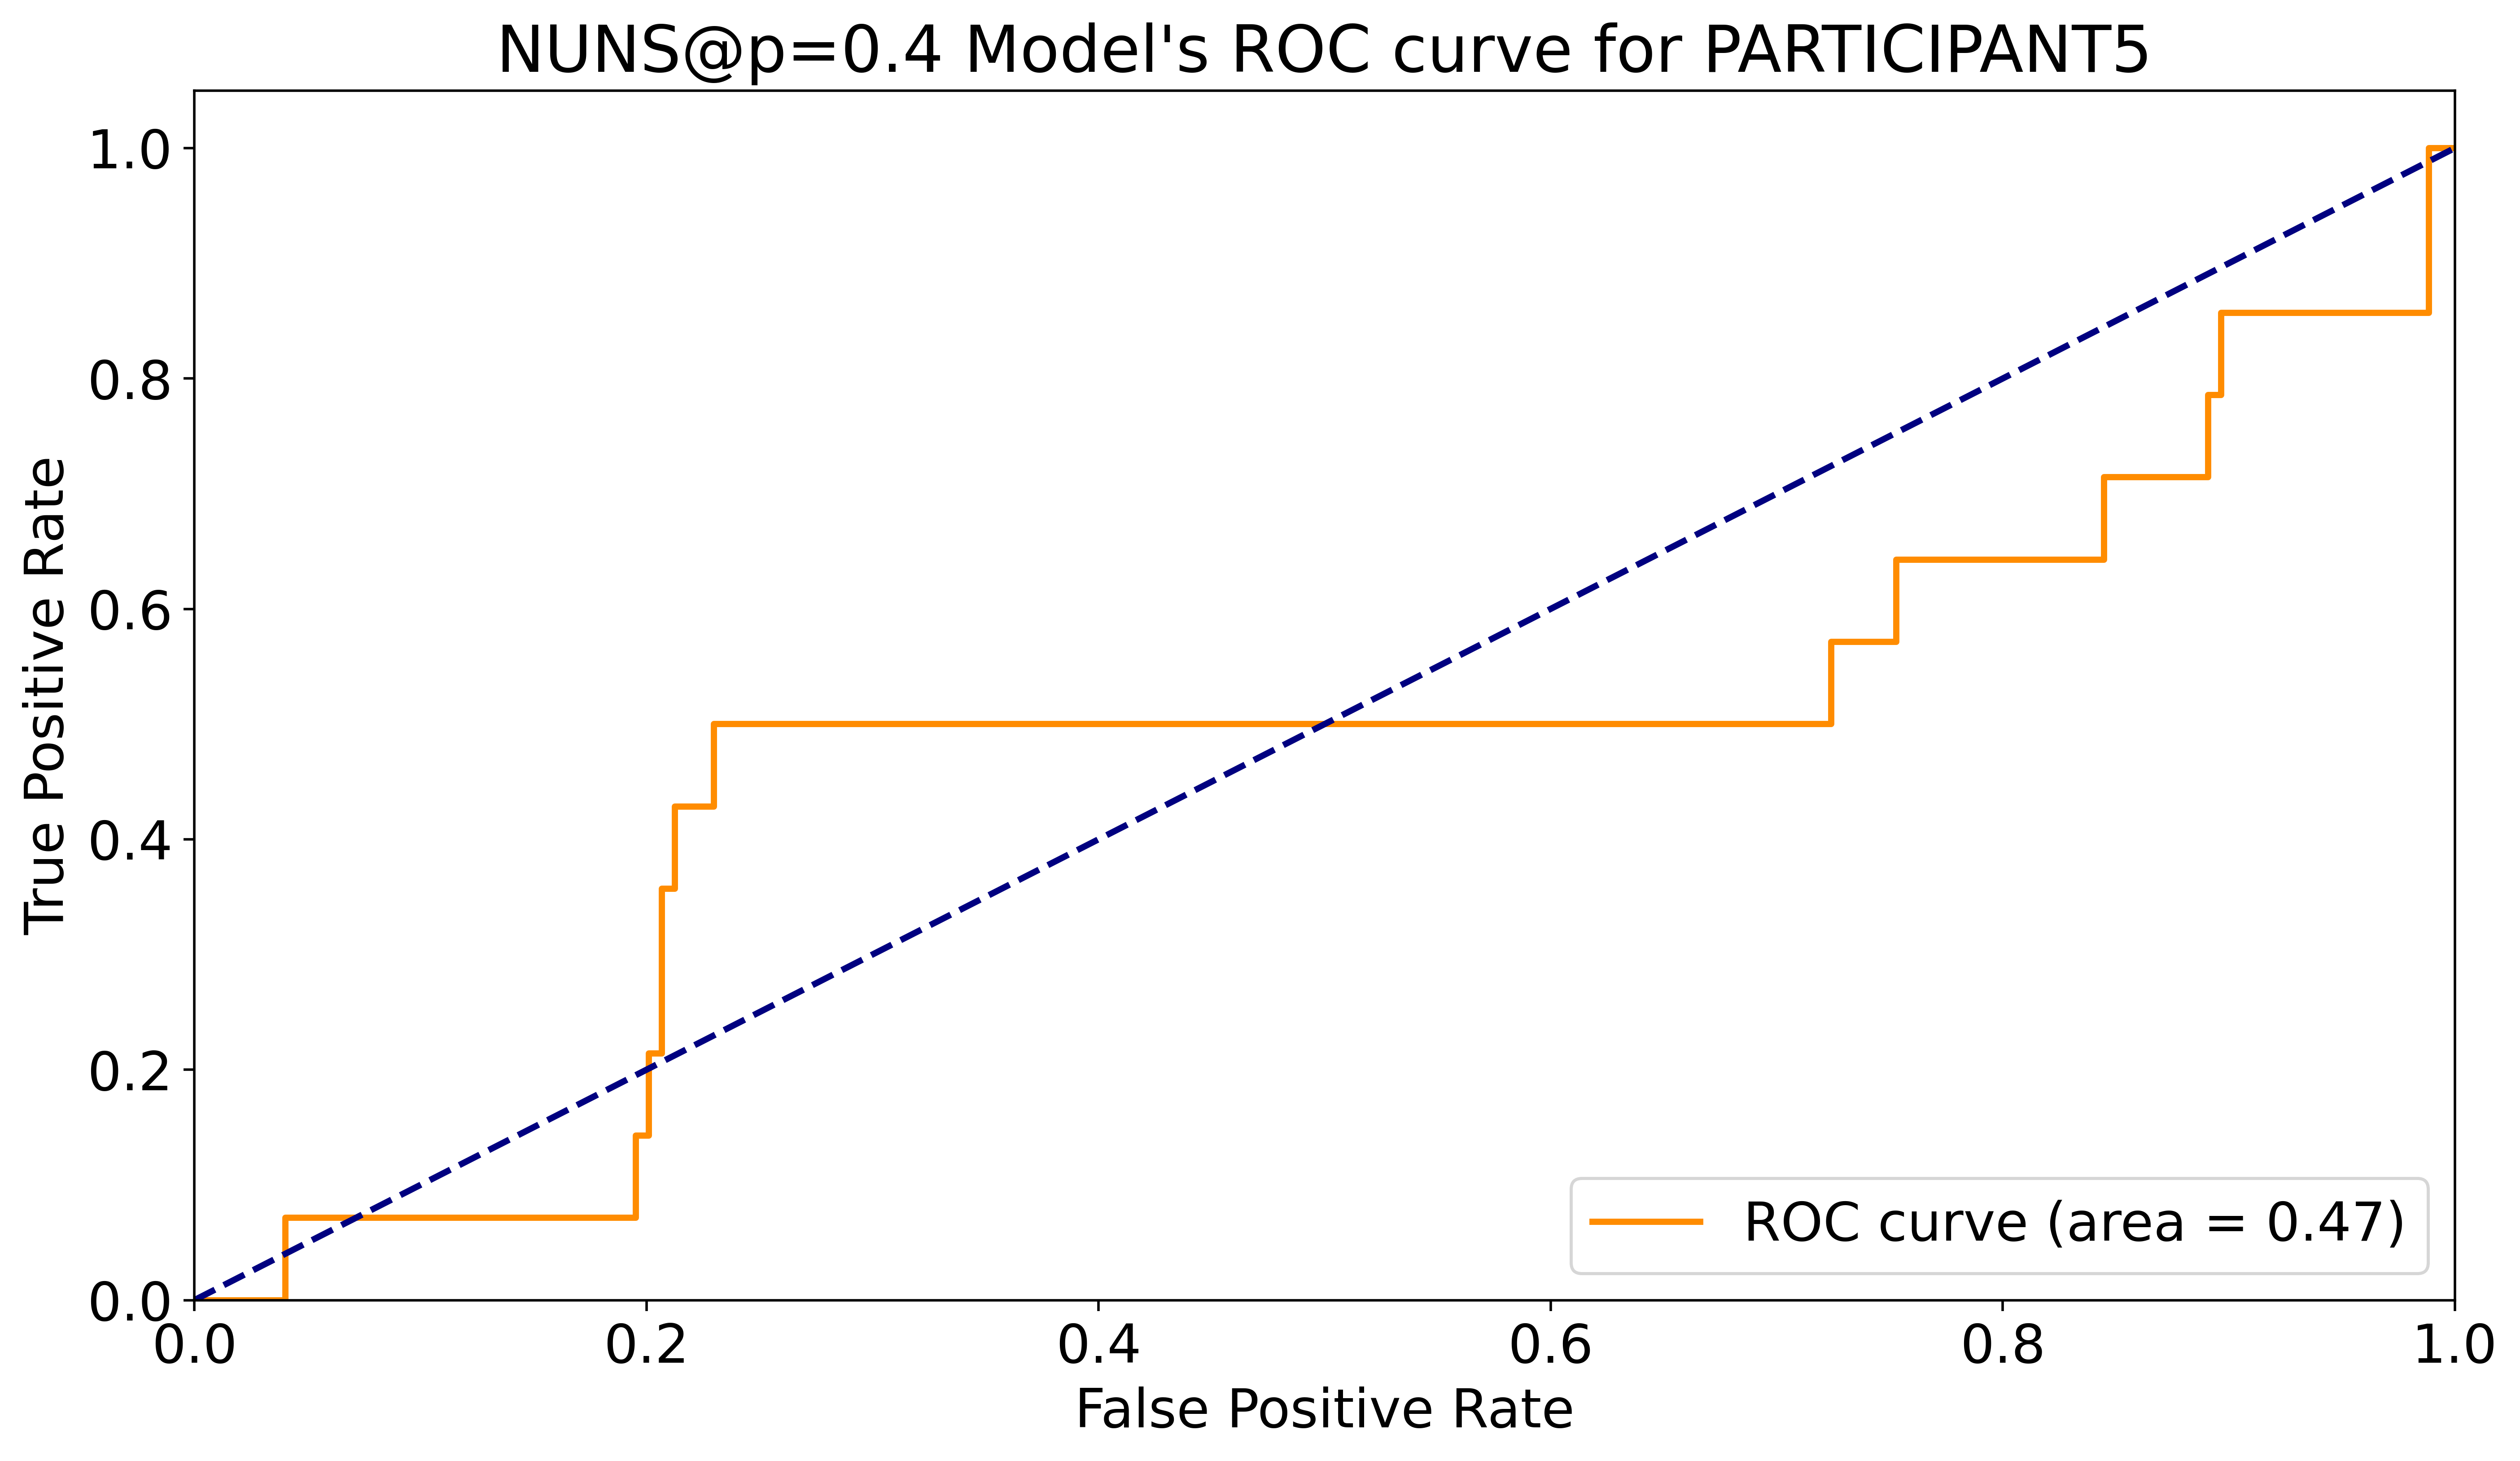 NUNS@p=0.4 Model's ROC curve for PARTICIPANT5
True Positive Rate
1.0
0.8
0.6
0.4
0.2
0.0
ROC curve (area = 0.47)
0.0 0.2 0.4 0.6 0.8 1.0
False Positive Rate